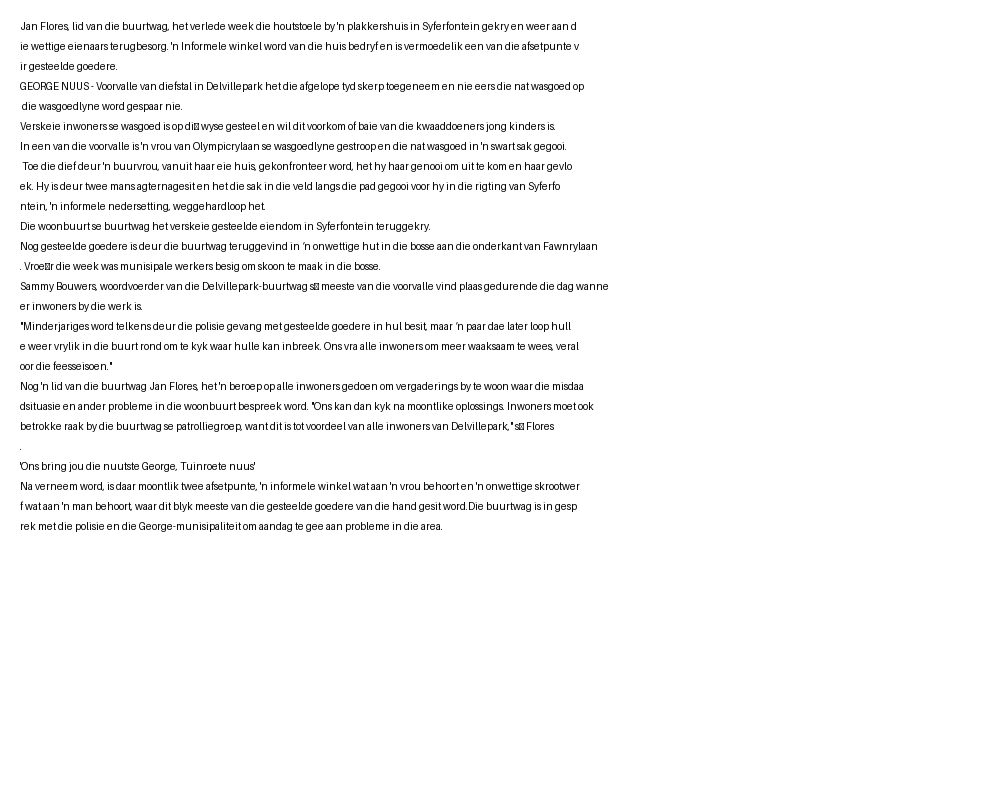 Jan Flores, lid van die buurtwag, het verlede week die houtstoele by 'n plakkershuis in Syferfontein gekry en weer aan d
ie wettige eienaars terugbesorg. 'n Informele winkel word van die huis bedryf en is vermoedelik een van die afsetpunte v
ir gesteelde goedere.
GEORGE NUUS - Voorvalle van diefstal in Delvillepark het die afgelope tyd skerp toegeneem en nie eers die nat wasgoed op
die wasgoedlyne word gespaar nie.
Verskeie inwoners se wasgoed is op di□ wyse gesteel en wil dit voorkom of baie van die kwaaddoeners jong kinders is.
In een van die voorvalle is 'n vrou van Olympicrylaan se wasgoedlyne gestroop en die nat wasgoed in 'n swart sak gegooi.
Toe die dief deur 'n buurvrou, vanuit haar eie huis, gekonfronteer word, het hy haar genooi om uit te kom en haar gevlo
ek. Hy is deur twee mans agternagesit en het die sak in die veld langs die pad gegooi voor hy in die rigting van Syferfo
ntein, 'n informele nedersetting, weggehardloop het.
Die woonbuurt se buurtwag het verskeie gesteelde eiendom in Syferfontein teruggekry.
Nog gesteelde goedere is deur die buurtwag teruggevind in ‘n onwettige hut in die bosse aan die onderkant van Fawnrylaan
. Vroe□r die week was munisipale werkers besig om skoon te maak in die bosse.
Sammy Bouwers, woordvoerder van die Delvillepark-buurtwag s□ meeste van die voorvalle vind plaas gedurende die dag wanne
er inwoners by die werk is.
"Minderjariges word telkens deur die polisie gevang met gesteelde goedere in hul besit, maar ‘n paar dae later loop hull
e weer vrylik in die buurt rond om te kyk waar hulle kan inbreek. Ons vra alle inwoners om meer waaksaam te wees, veral
oor die feesseisoen."
Nog 'n lid van die buurtwag Jan Flores, het 'n beroep op alle inwoners gedoen om vergaderings by te woon waar die misdaa
dsituasie en ander probleme in die woonbuurt bespreek word. "Ons kan dan kyk na moontlike oplossings. Inwoners moet ook
betrokke raak by die buurtwag se patrolliegroep, want dit is tot voordeel van alle inwoners van Delvillepark," s□ Flores
.
'Ons bring jou die nuutste George, Tuinroete nuus'
Na verneem word, is daar moontlik twee afsetpunte, 'n informele winkel wat aan 'n vrou behoort en 'n onwettige skrootwer
f wat aan 'n man behoort, waar dit blyk meeste van die gesteelde goedere van die hand gesit word.Die buurtwag is in gesp
rek met die polisie en die George-munisipaliteit om aandag te gee aan probleme in die area.